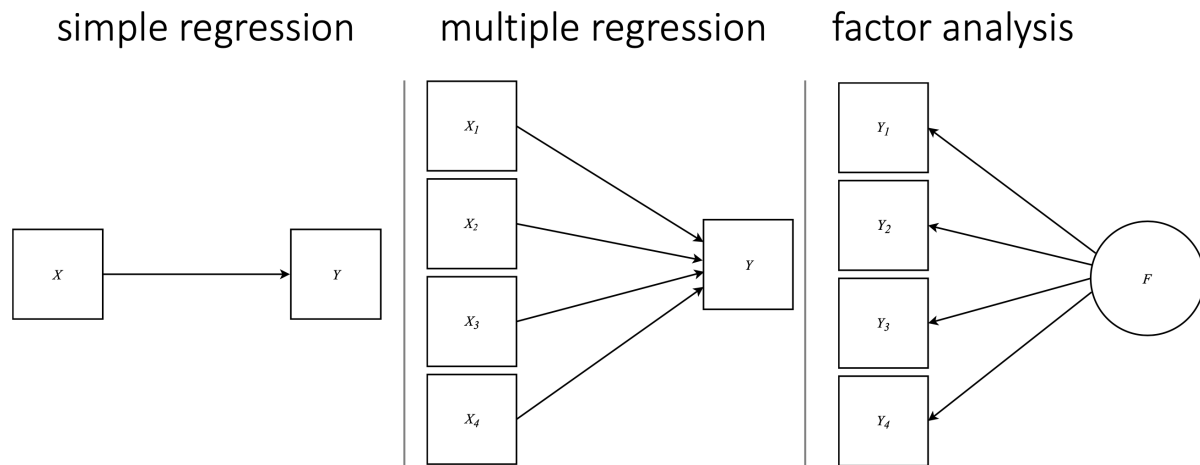 simple regression
multiple regression
factor analysis
X
Y
X1
X2
X3
X4
Y
Y1
Y2
Y3
Y4
F